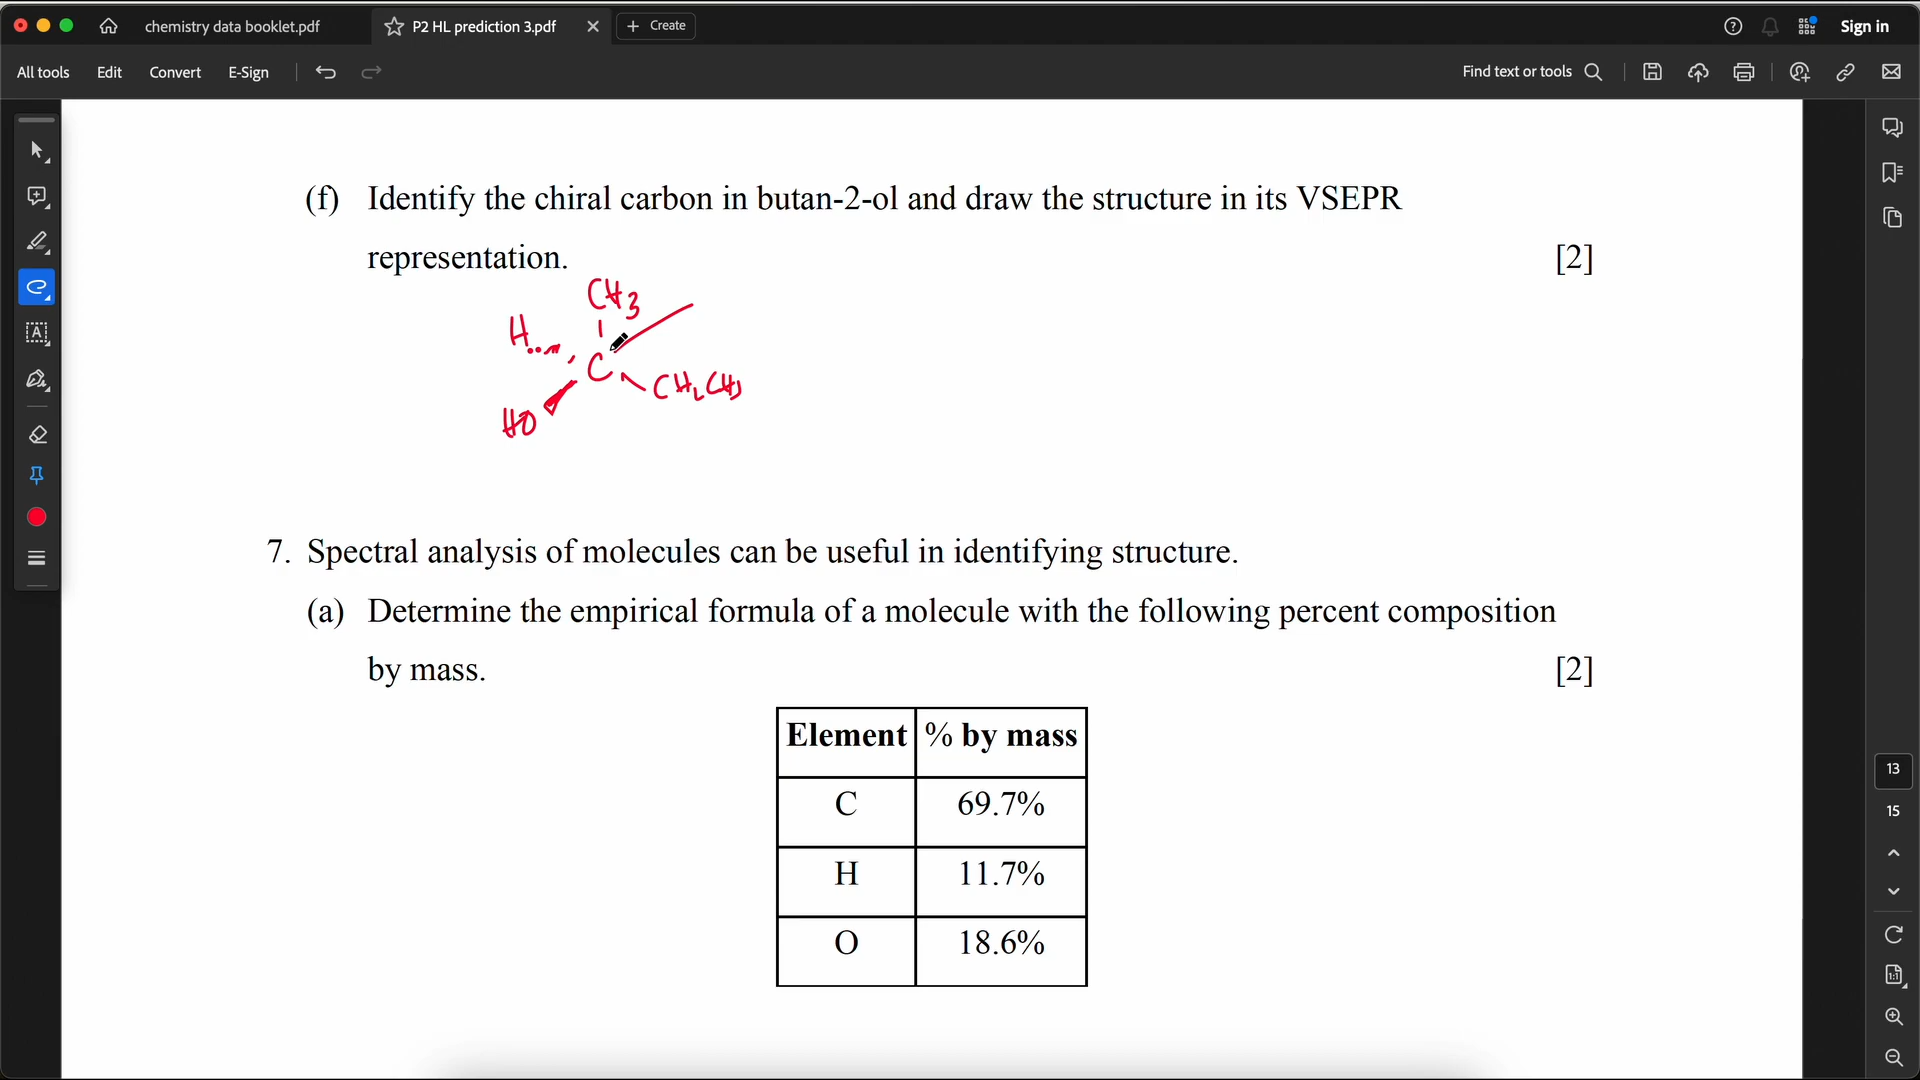 chemistry data booklet.pdf
P2 HL prediction 3.pdf
Create
Sign in
All tools
Edit
Convert
E-Sign
Find text or tools
(f) Identify the chiral carbon in butan-2-ol and draw the structure in its VSEPR
representation. [2]
CH3
H
C
CH2CH3
HO
7. Spectral analysis of molecules can be useful in identifying structure.
(a) Determine the empirical formula of a molecule with the following percent composition
by mass. [2]
Element % by mass
C 69.7%
H 11.7%
O 18.6%
13
15